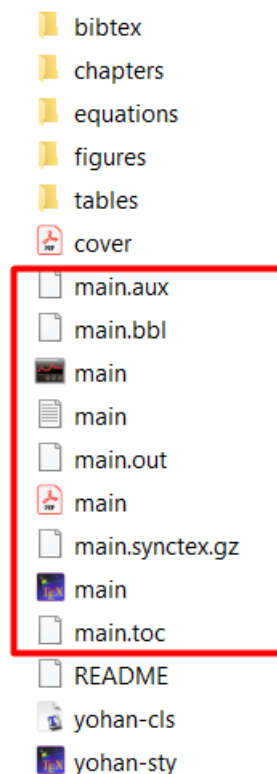 bibtex
chapters
equations
figures
tables
cover
main.aux
main.bbl
main
main
main.out
main
main.synctex.gz
main
main.toc
README
yohan-cls
yohan-sty